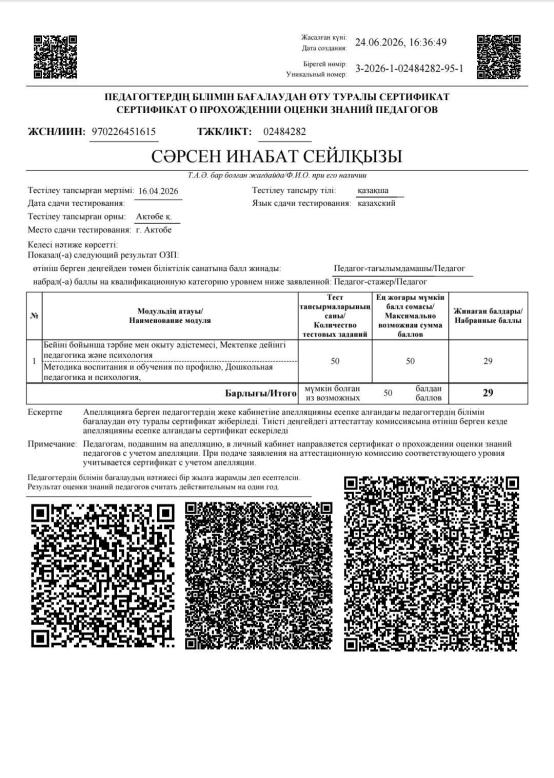 Жасалған күні:
Дата создания:
24.06.2026, 16:36:49
Бірегей нөмір:
Уникальный номер:
3-2026-1-02484282-95-1
ПЕДАГОГТЕРДІҢ БІЛІМІН БАҒАЛАУДАН ӨТУ ТУРАЛЫ СЕРТИФИКАТ
СЕРТИФИКАТ О ПРОХОЖДЕНИИ ОЦЕНКИ ЗНАНИЙ ПЕДАГОГОВ
ЖСН/ИИН: 970226451615 ТЖК/ИКТ: 02484282
СӘРСЕН ИНАБАТ СЕЙЛҚЫЗЫ
Т.А.Ә. бар болған жағдайда/Ф.И.О. при его наличии
Тестілеу тапсырған мерзімі: 16.04.2026 Тестілеу тапсыру тілі: қазақша
Дата сдачи тестирования: Язык сдачи тестирования: казахский
Тестілеу тапсырған орны: Ақтөбе қ.
Место сдачи тестирования: г. Актобе
Келесі нәтиже көрсетті:
Показал(а) следующий результат ОЗП:
өтініш берген деңгейден төмен біліктілік санатына балл жинады: Педагог-тағылымдамашы/Педагог
набрал(а) баллы на квалификационную категорию уровнем ниже заявленной: Педагог-стажер/Педагог
№
Модульдің атауы/
Наименование модуля
Тест
тапсырмаларының
саны/
Количество
тестовых заданий
Ең жоғары мүмкін
балл сомасы/
Максимально
возможная сумма
баллов
Жинаған балдары/
Набранные баллы
1
Бейіні бойынша тәрбие мен оқыту әдістемесі, Мектепке дейінгі
педагогика және психология
Методика воспитания и обучения по профилю, Дошкольная
педагогика и психология,
50
50
29
Барлығы/Итого
мүмкін болған
из возможных
50
балдан
баллов
29
Ескертпе
Апелляцияға берген педагогтің жеке кабинетіне апелляцияны есепке алғандағы педагогтердің білімін
бағалаудан өту туралы сертификат жіберіледі. Тиісті деңгейдегі аттестаттау комиссиясына өтініш берген кезде
апелляцияны есепке алғандағы сертификат ескеріледі
Примечание:
Педагогам, подавшим на апелляцию, в личный кабинет направляется сертификат о прохождении оценки знаний
педагогов с учетом апелляции. При подаче заявления на аттестационную комиссию соответствующего уровня
учитывается сертификат с учетом апелляции.
Педагогтердің білімін бағалаудың нәтижесі бір жылға жарамды деп есептелсін.
Результат оценки знаний педагогов считать действительным на один год.